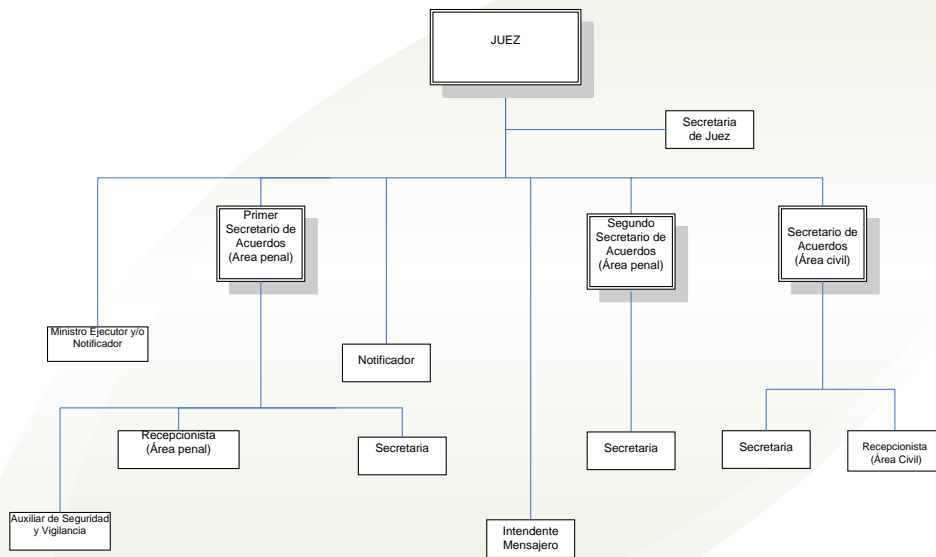 JUEZ
Secretaria
de Juez
Primer
Secretario de
Acuerdos
(Area penal)
Segundo
Secretario de
Acuerdos
(Área penal)
Secretario de
Acuerdos
(Área civil)
Ministro Ejecutor y/o
Notificador
Notificador
Recepcionista
(Área penal)
Secretaria
Secretaria
Secretaria
Recepcionista
(Área Civil)
Auxiliar de Seguridad
y Vigilancia
Intendente
Mensajero